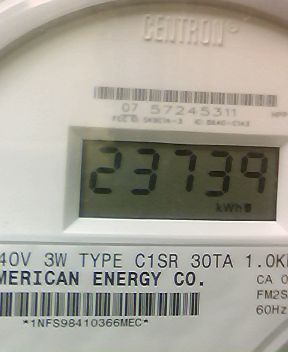 CENTRON®
07 57245311
23739
kWh
40V 3W TYPE C1SR 30TA 1.0K
MERICAN ENERGY CO.
CA 0
FM2S
60Hz
*1NFS98410366MEC*